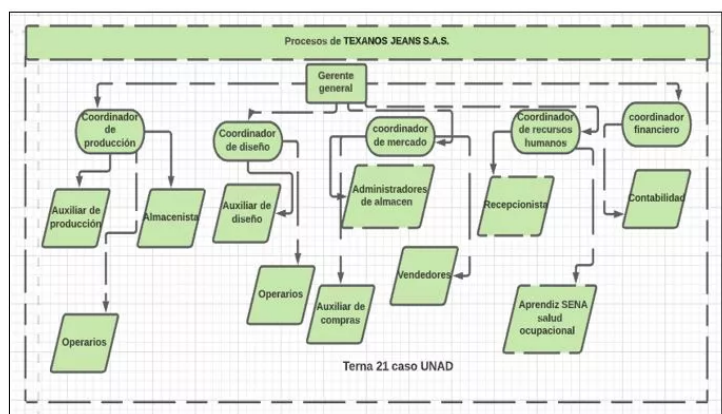 Procesos de TEXANOS JEANS S.A.S.
Gerente
general
Coordinador
de
producción
Coordinador
de diseño
coordinador
de mercado
Coordinador
de recursos
humanos
coordinador
financiero
Auxiliar de
producción
Almacenista
Auxiliar de
diseño
Administradores
de almacen
Recepcionista
Contabilidad
Operarios
Operarios
Auxiliar de
compras
Vendedores
Aprendiz SENA
salud
ocupacional
Terna 21 caso UNAD